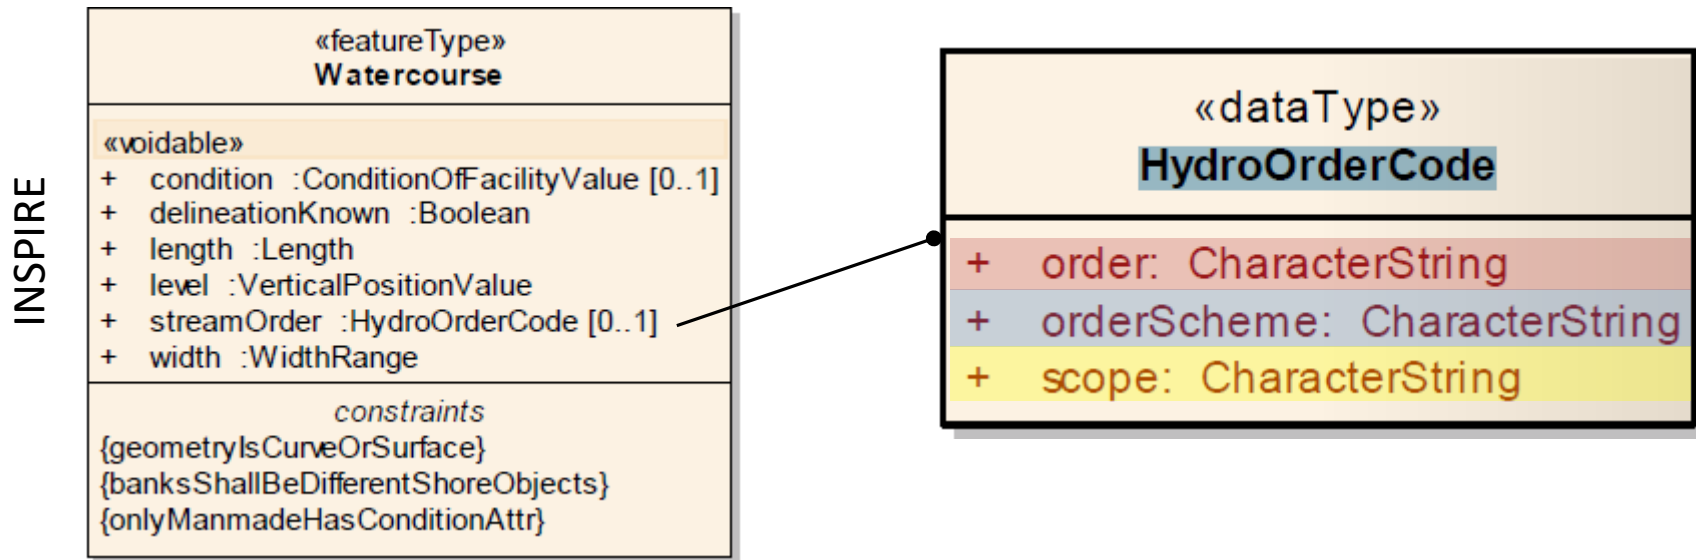 INSPIRE
«featureType»
Watercourse
«voidable»
+ condition :ConditionOfFacilityValue [0..1]
+ delineationKnown :Boolean
+ length :Length
+ level :VerticalPositionValue
+ streamOrder :HydroOrderCode [0..1]
+ width :WidthRange
constraints
{geometryIsCurveOrSurface}
{banksShallBeDifferentShoreObjects}
{onlyManmadeHasConditionAttr}
«dataType»
HydroOrderCode
+ order: CharacterString
+ orderScheme: CharacterString
+ scope: CharacterString